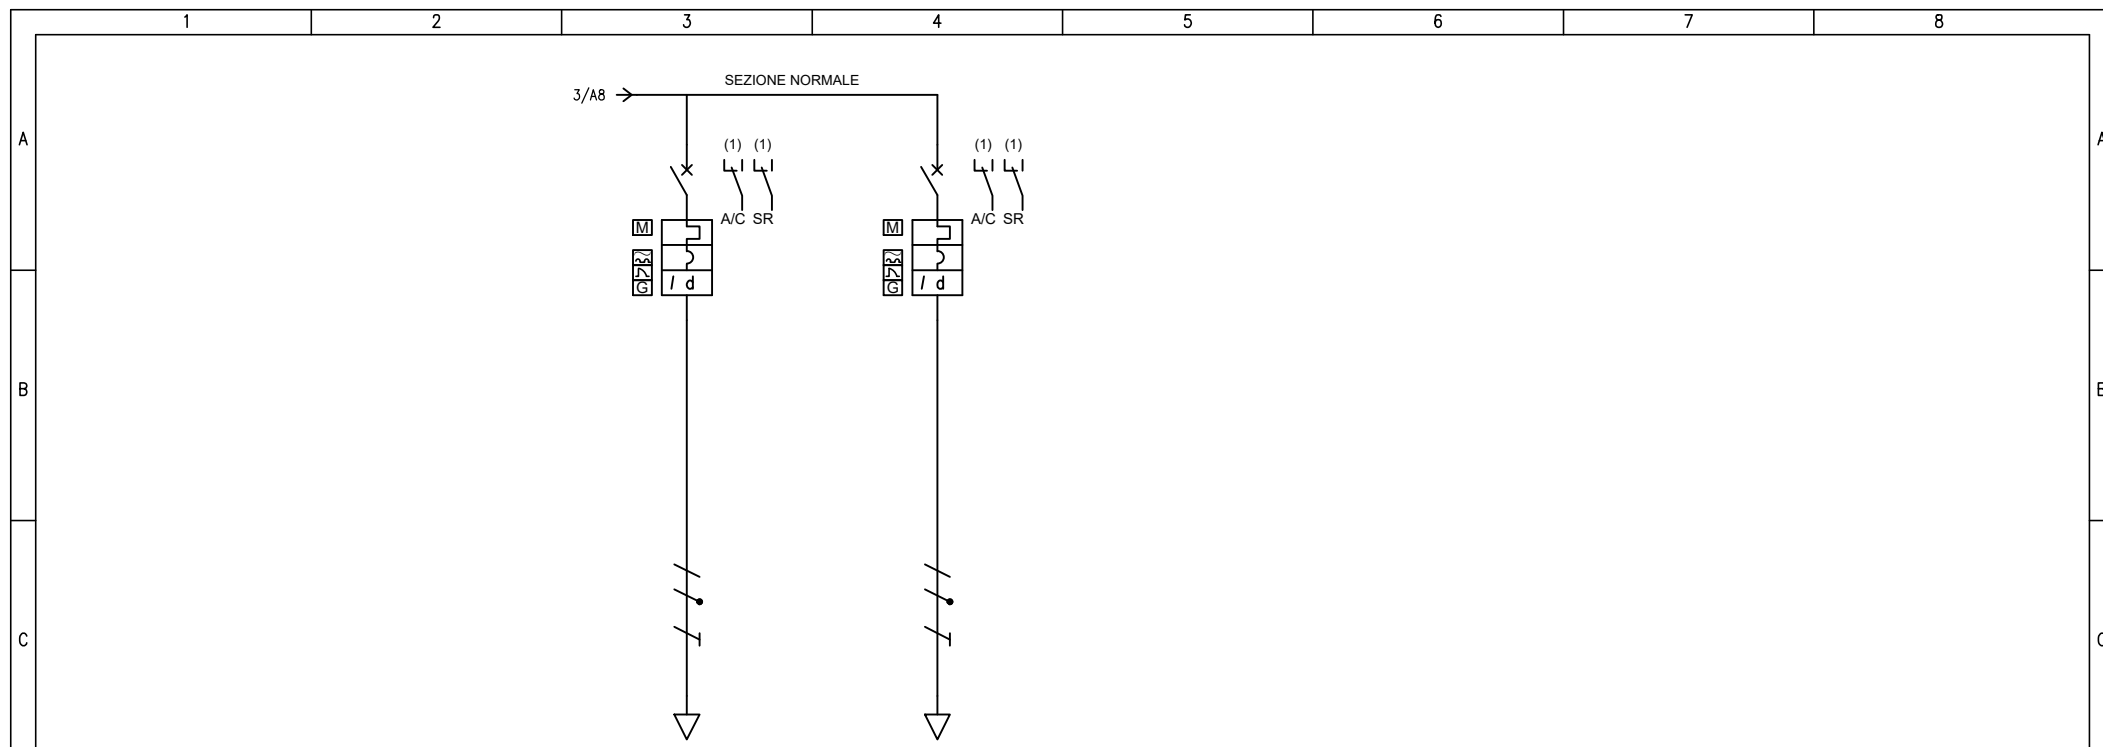 1 2 3 4 5 6 7 8
SEZIONE NORMALE
3/A8
A A
(1) (1) (1) (1)
A/C SR A/C SR
M M
I d I d
G G
B B
C C